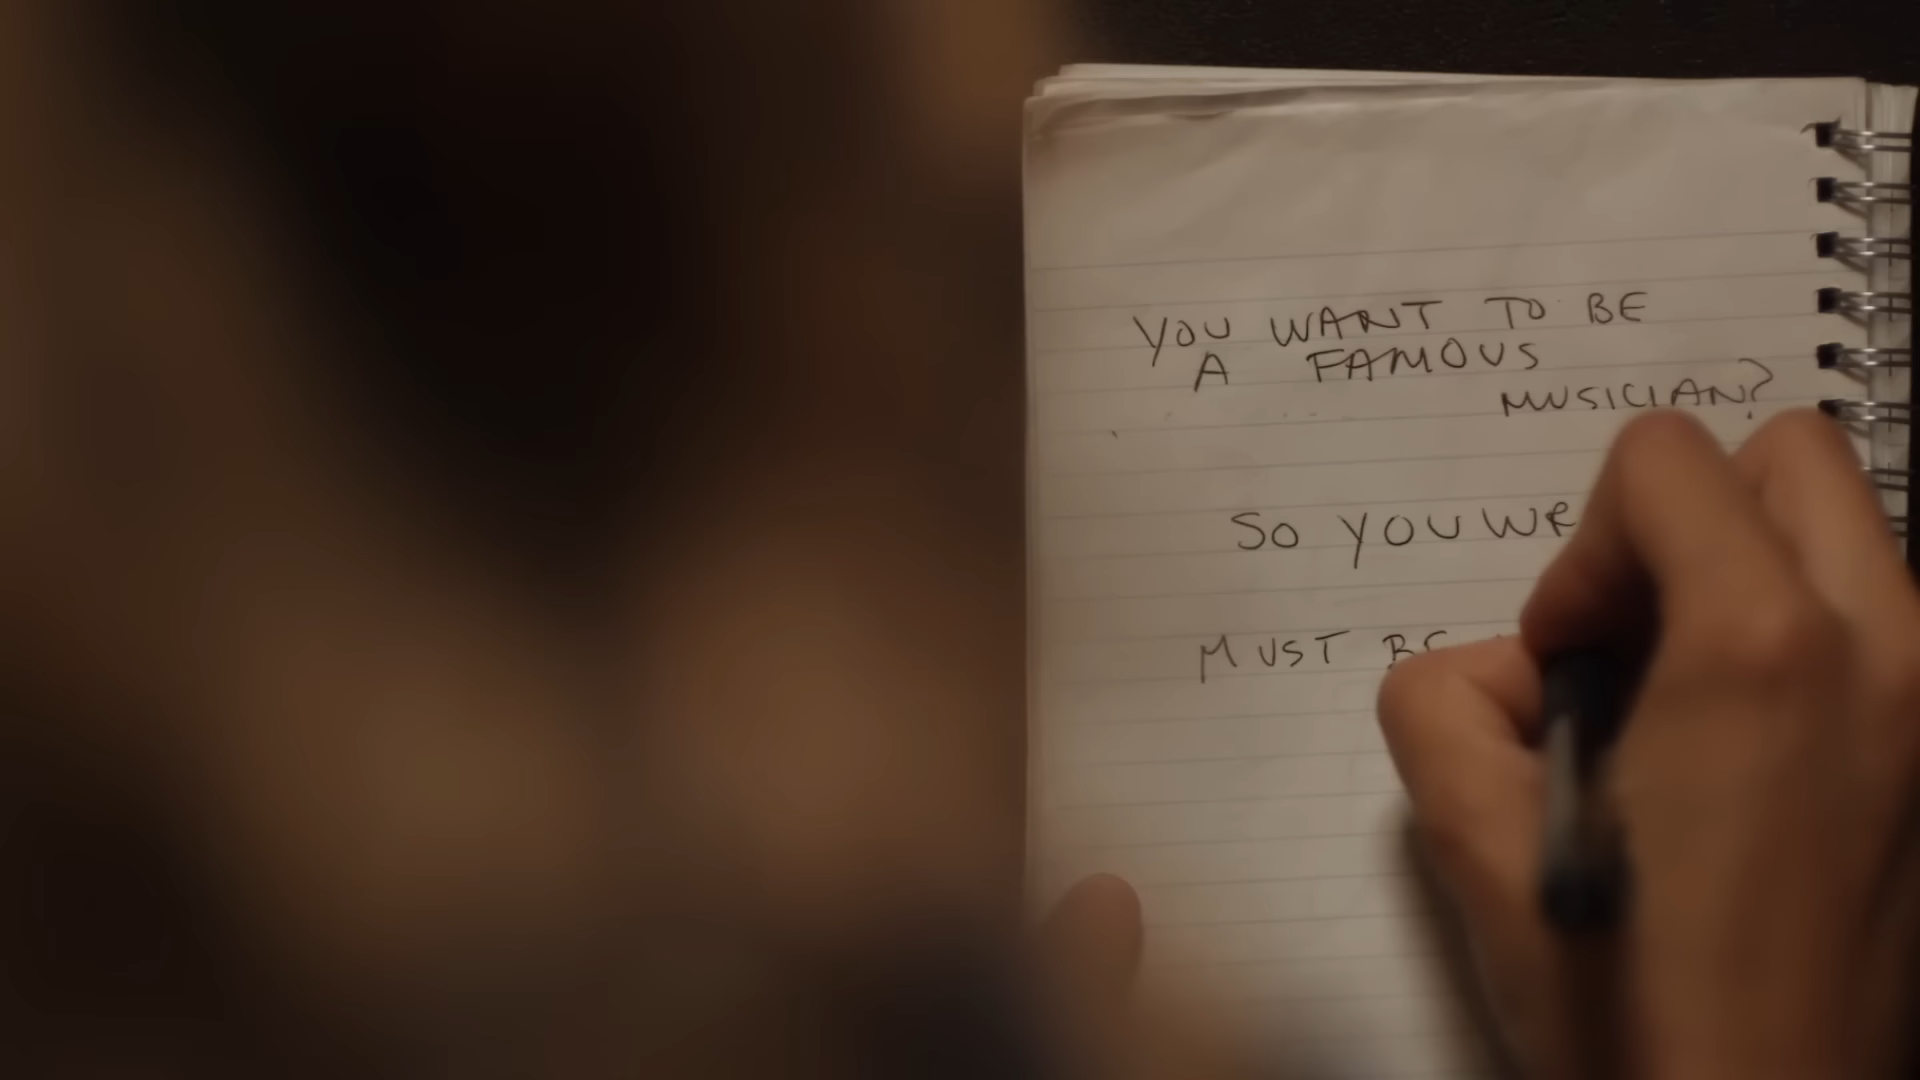 YOU WANT TO BE
A FAMOUS
MUSICIAN?
SO YOU
MUST